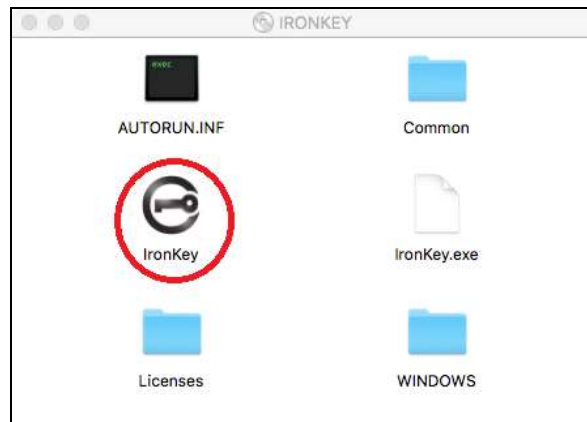 IRONKEY
exec
AUTORUN.INF
Common
IronKey
IronKey.exe
Licenses
WINDOWS